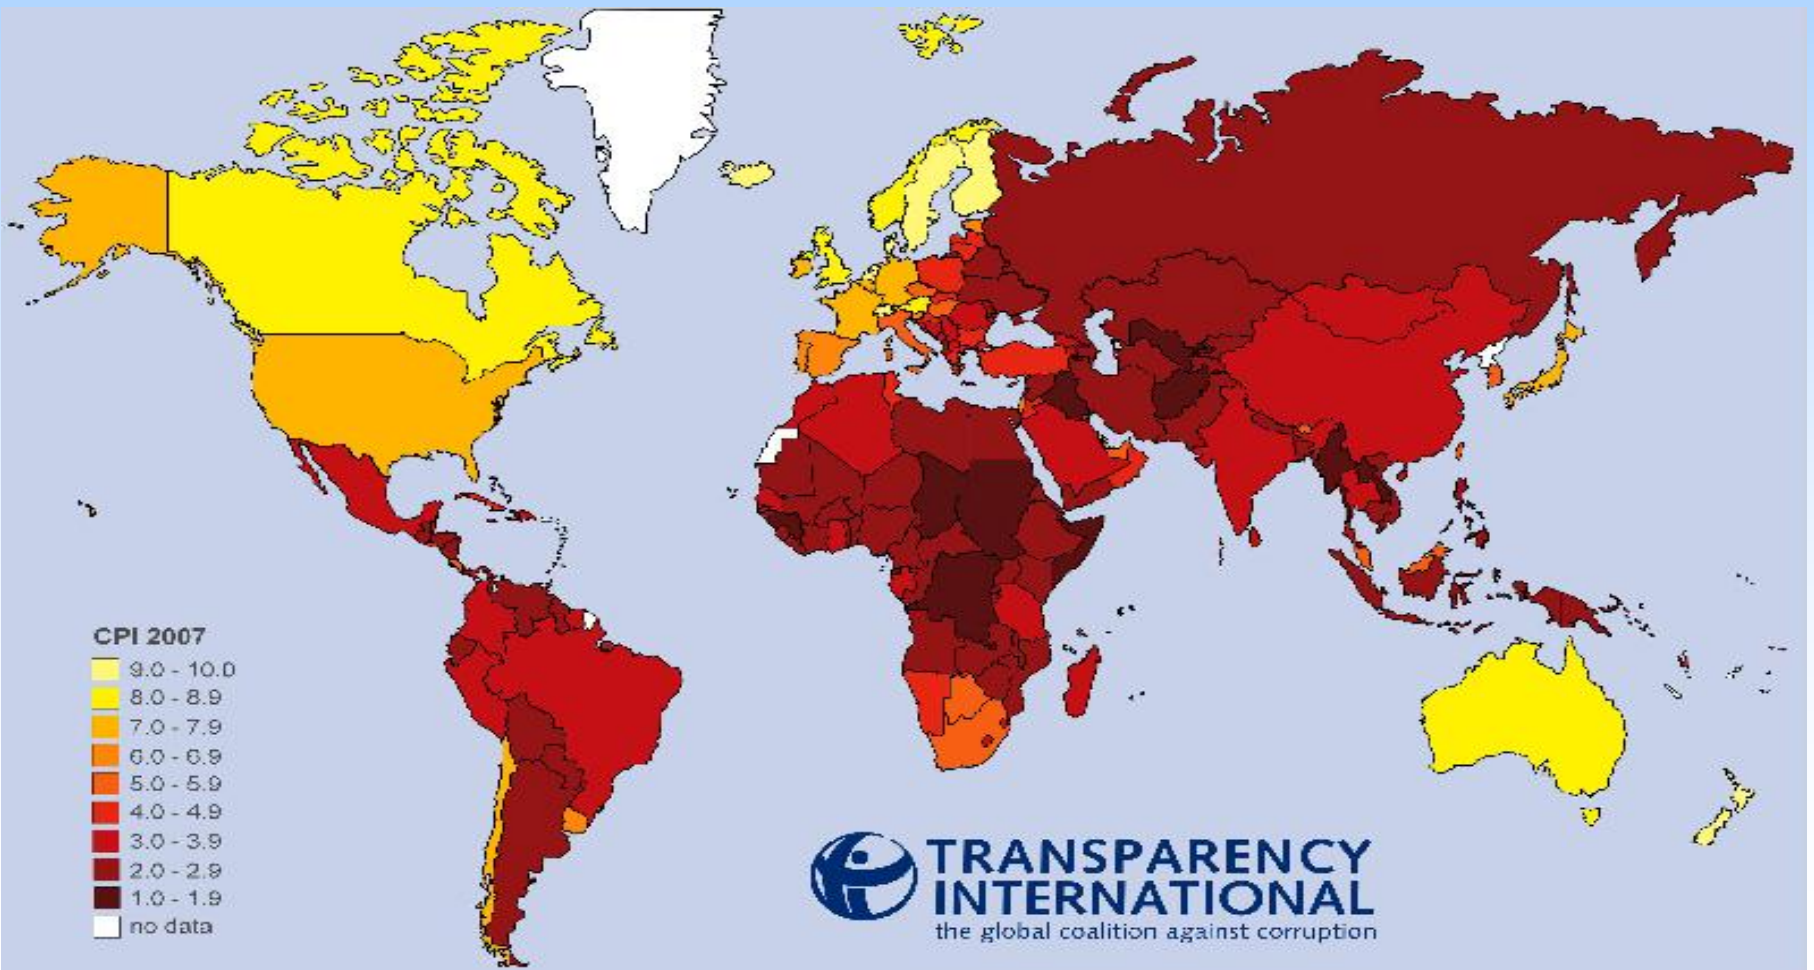 CPI 2007
9.0 - 10.0
8.0 - 8.9
7.0 - 7.9
6.0 - 6.9
5.0 - 5.9
4.0 - 4.9
3.0 - 3.9
2.0 - 2.9
1.0 - 1.9
no data
TRANSPARENCY
INTERNATIONAL
the global coalition against corruption